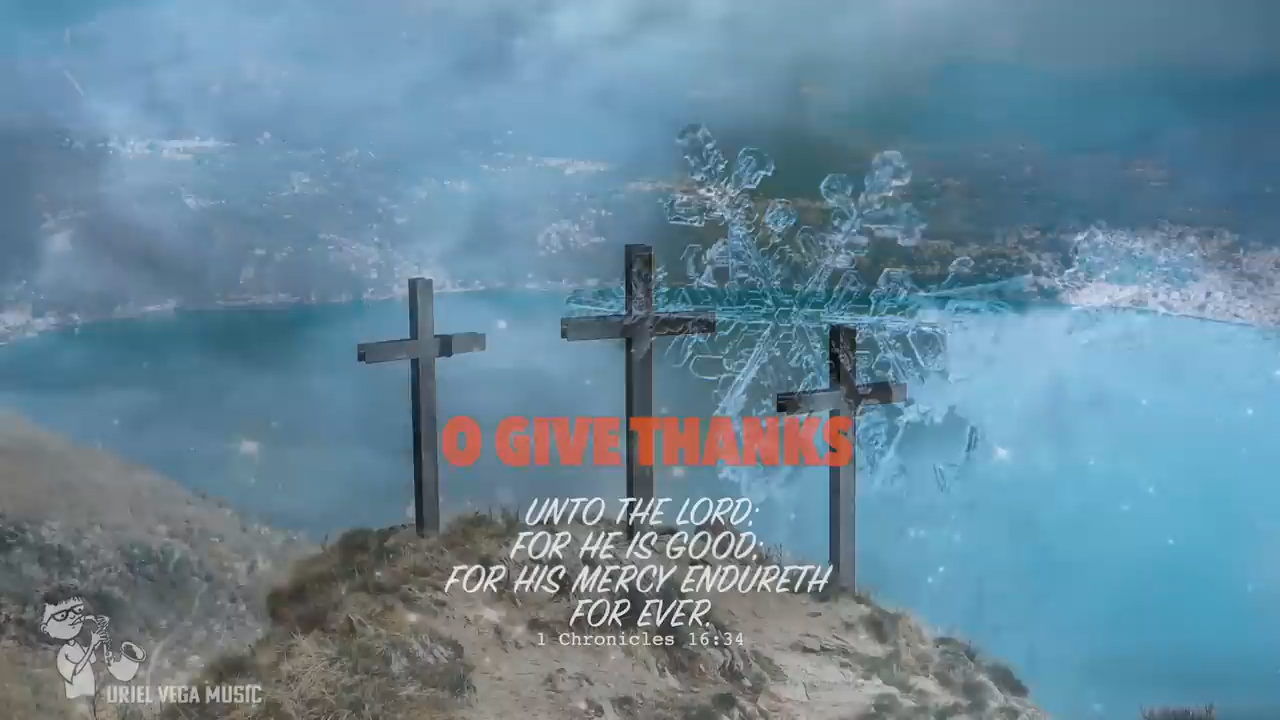 O GIVE THANKS
UNTO THE LORD;
FOR HE IS GOOD;
FOR HIS MERCY ENDURETH
FOR EVER.
1 Chronicles 16:34
URIEL VEGA MUSIC